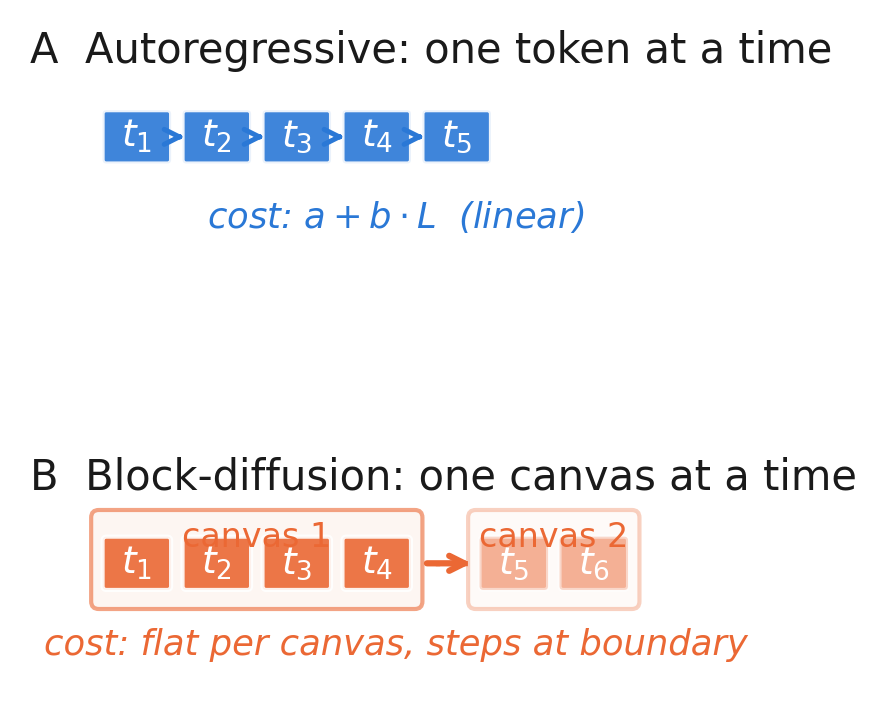 A  Autoregressive: one token at a time
t₁ t₂ t₃ t₄ t₅
cost: a + b · L  (linear)
B  Block-diffusion: one canvas at a time
canvas 1 canvas 2
t₁ t₂ t₃ t₄ t₅ t₆
cost: flat per canvas, steps at boundary